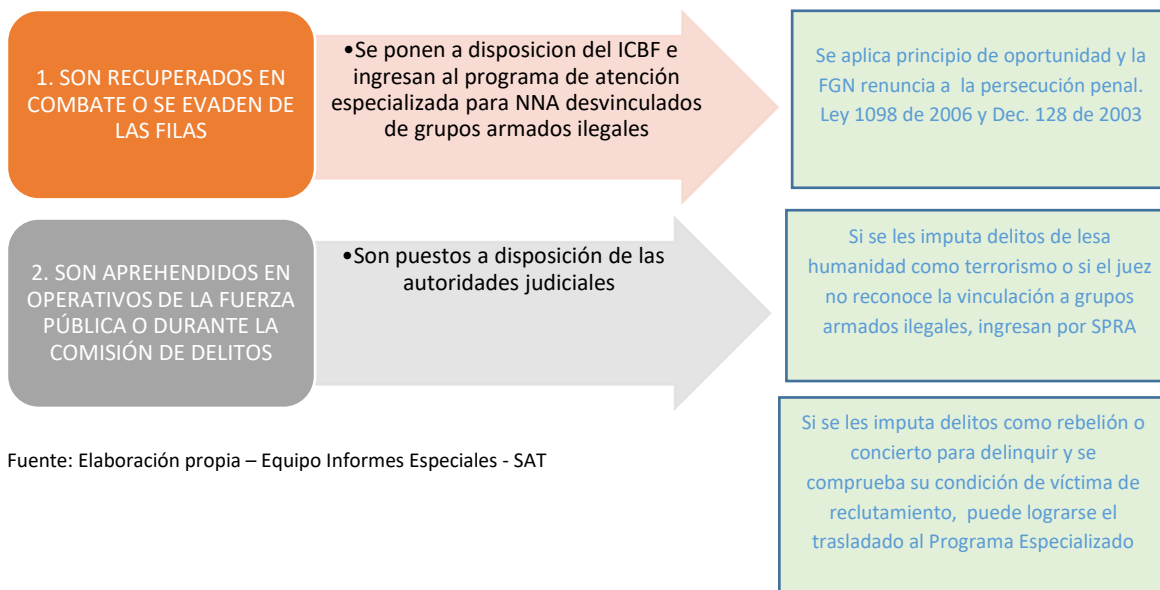 1. SON RECUPERADOS EN
COMBATE O SE EVADEN DE
LAS FILAS
•Se ponen a disposicion del ICBF e
ingresan al programa de atención
especializada para NNA desvinculados
de grupos armados ilegales
Se aplica principio de oportunidad y la
FGN renuncia a la persecución penal.
Ley 1098 de 2006 y Dec. 128 de 2003
2. SON APREHENDIDOS EN
OPERATIVOS DE LA FUERZA
PÚBLICA O DURANTE LA
COMISIÓN DE DELITOS
•Son puestos a disposición de las
autoridades judiciales
Si se les imputa delitos de lesa
humanidad como terrorismo o si el juez
no reconoce la vinculación a grupos
armados ilegales, ingresan por SPRA
Si se les imputa delitos como rebelión o
concierto para delinquir y se
comprueba su condición de víctima de
reclutamiento, puede lograrse el
trasladado al Programa Especializado
Fuente: Elaboración propia – Equipo Informes Especiales - SAT